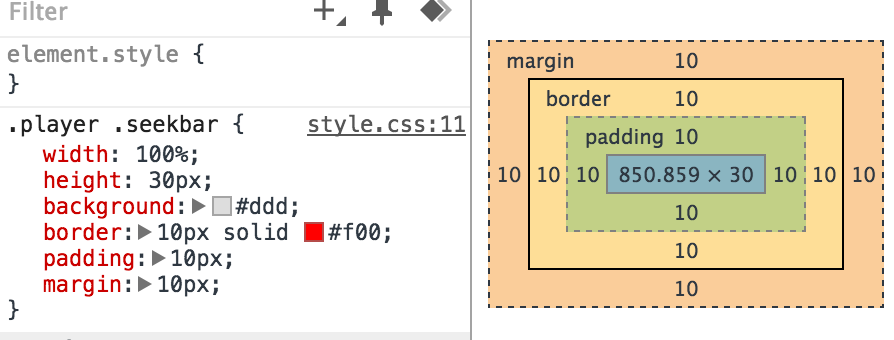 Filter
element.style {
}
.player .seekbar { style.css:11
width: 100%;
height: 30px;
background: #ddd;
border: 10px solid #f00;
padding: 10px;
margin: 10px;
}
margin 10
border 10
padding 10
10 10 10 850.859 × 30 10 10 10
10
10
10